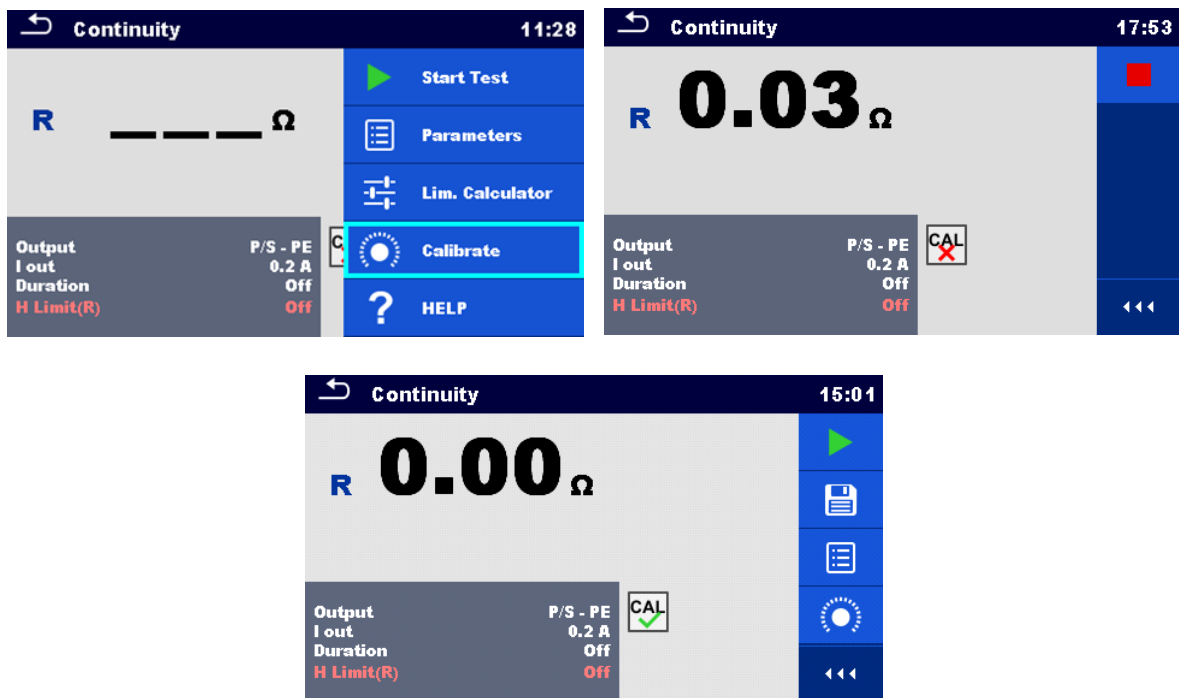 Continuity 11:28
R ___ Ω
Start Test
Parameters
Lim. Calculator
Calibrate
HELP
Output P/S - PE
I out 0.2 A
Duration Off
H Limit(R) Off
Continuity 17:53
R 0.03 Ω
Output P/S - PE
I out 0.2 A
Duration Off
H Limit(R) Off
CAL
Continuity 15:01
R 0.00 Ω
Output P/S - PE
I out 0.2 A
Duration Off
H Limit(R) Off
CAL